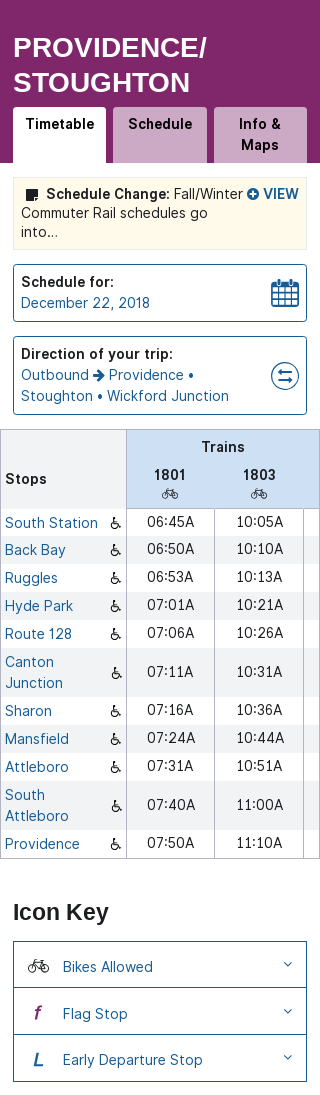 PROVIDENCE/
STOUGHTON
Timetable
Schedule
Info &
Maps
Schedule Change: Fall/Winter VIEW
Commuter Rail schedules go
into…
Schedule for:
December 22, 2018
Direction of your trip:
Outbound → Providence •
Stoughton • Wickford Junction
Trains
Stops 1801 1803
South Station 06:45A 10:05A
Back Bay 06:50A 10:10A
Ruggles 06:53A 10:13A
Hyde Park 07:01A 10:21A
Route 128 07:06A 10:26A
Canton
Junction 07:11A 10:31A
Sharon 07:16A 10:36A
Mansfield 07:24A 10:44A
Attleboro 07:31A 10:51A
South
Attleboro 07:40A 11:00A
Providence 07:50A 11:10A
Icon Key
Bikes Allowed
f Flag Stop
L Early Departure Stop